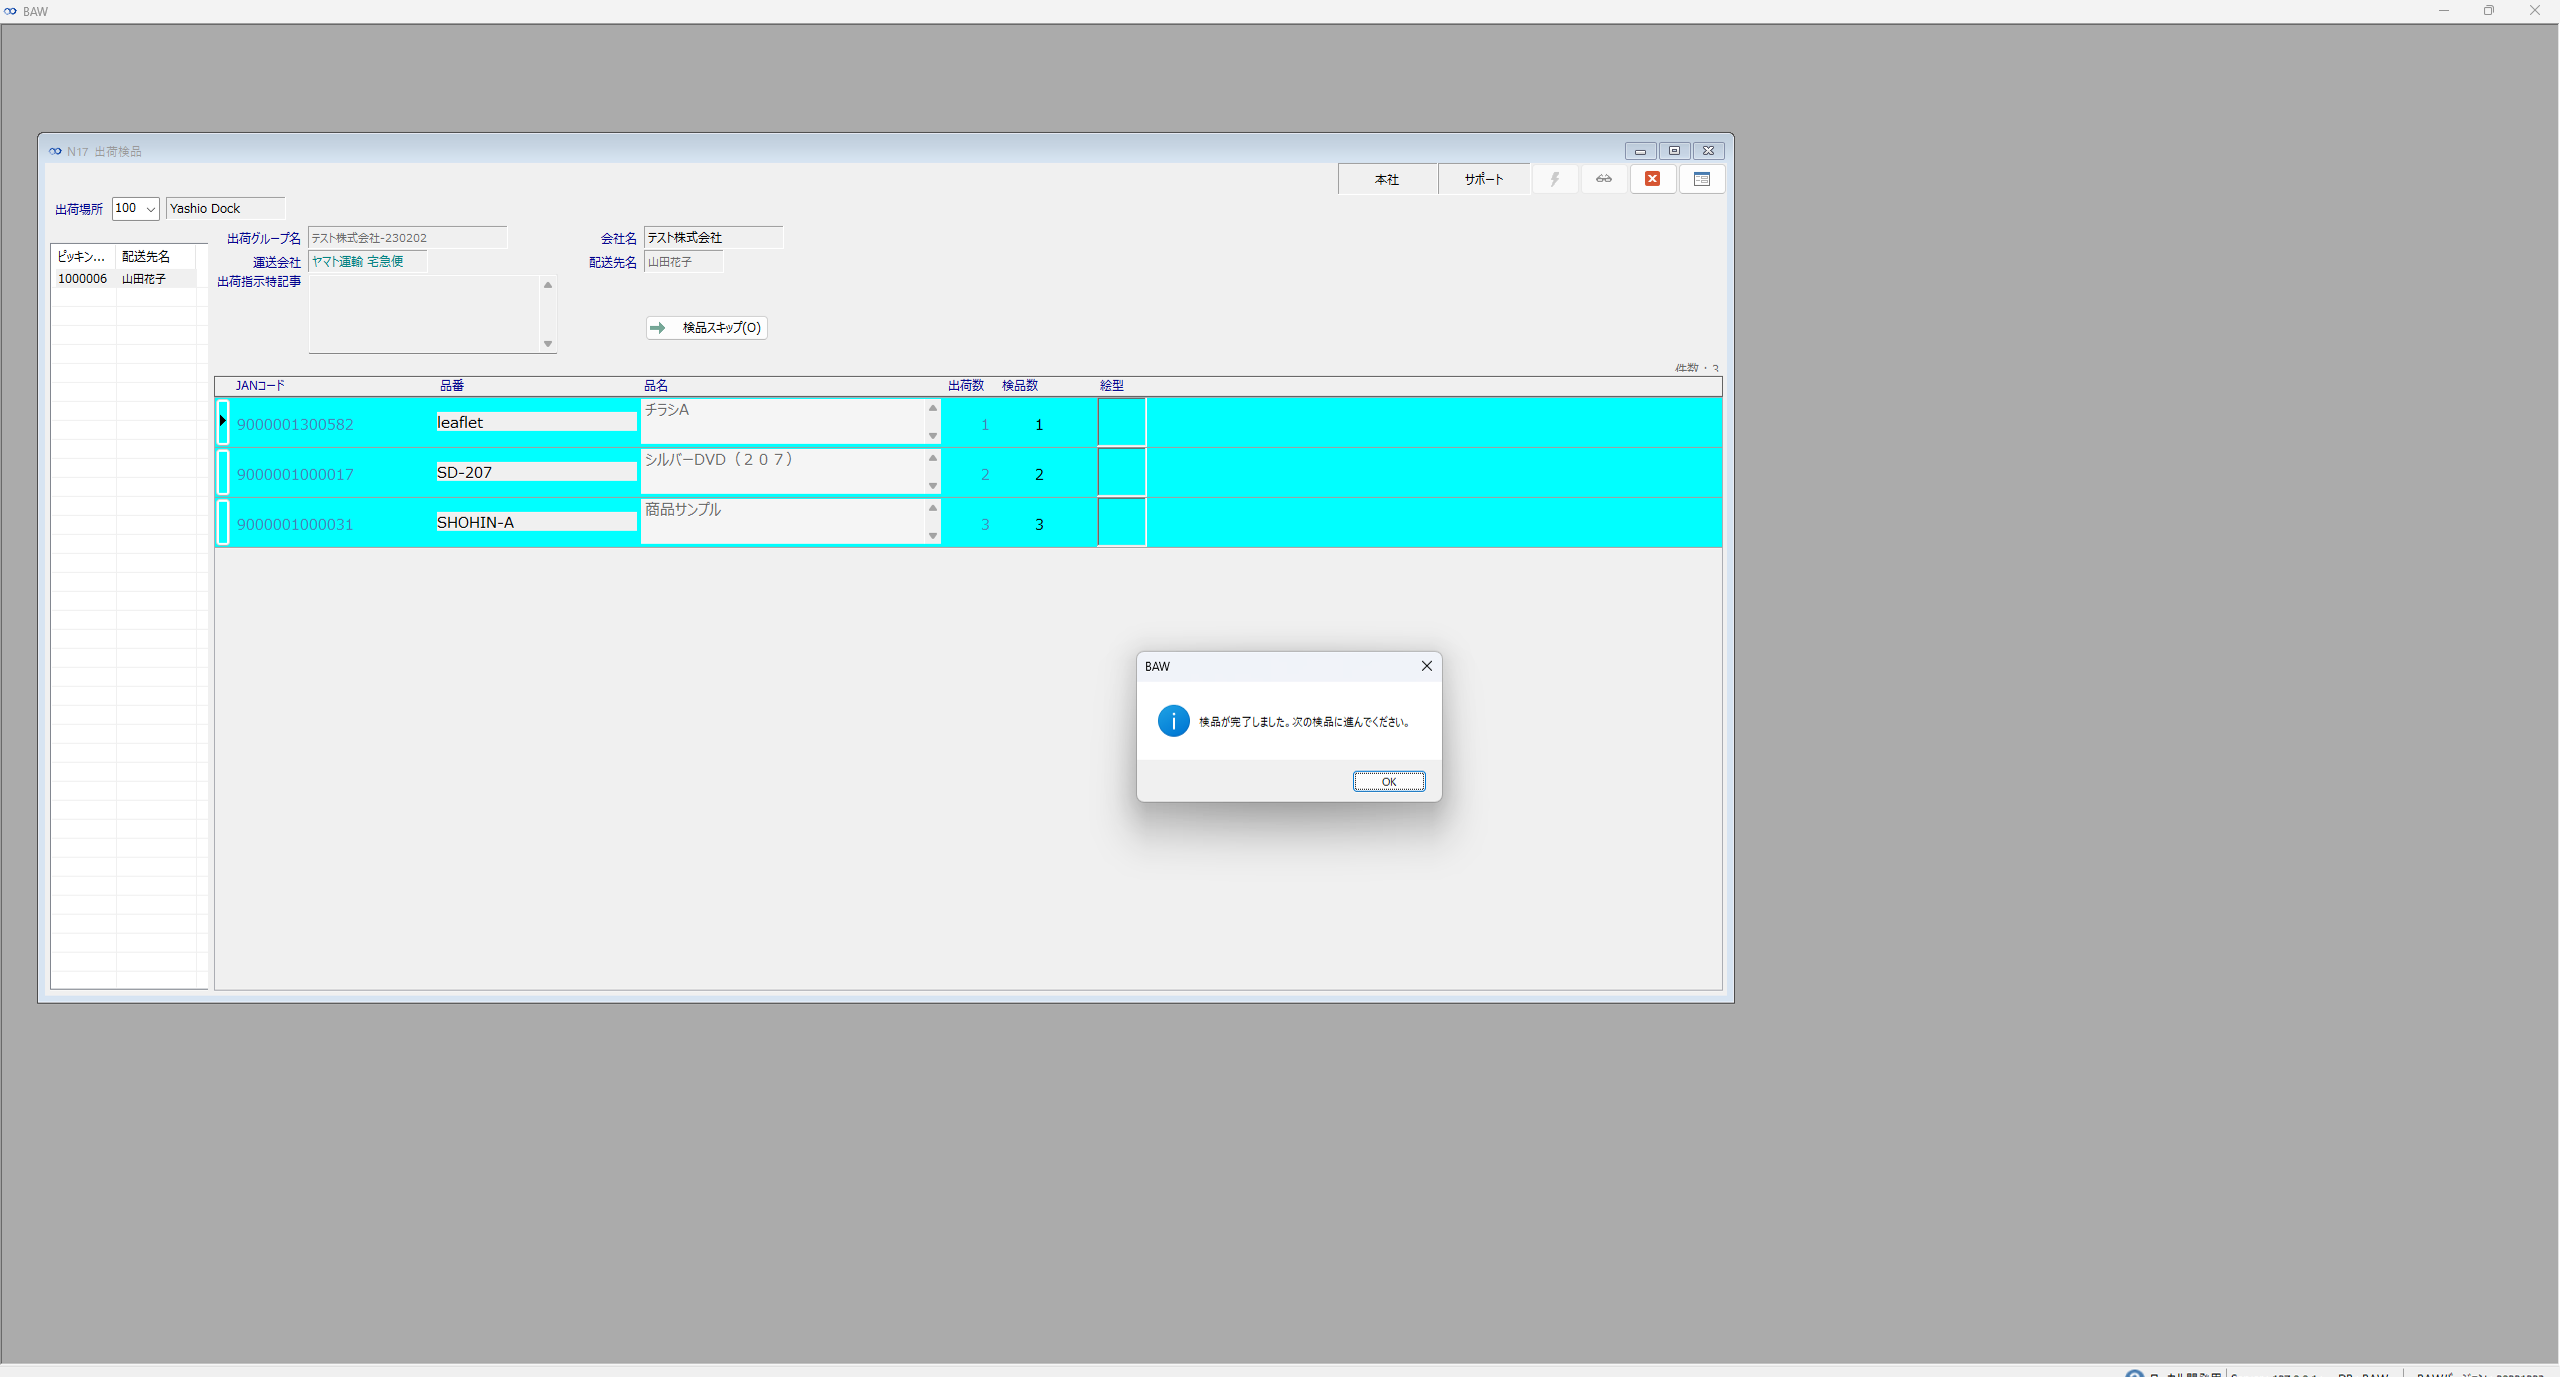 BAW
N17 出荷検品
本社 サポート
出荷場所 100 Yashio Dock
出荷グループ名 テスト株式会社-230202 会社名 テスト株式会社
ピッキン... 配送先名
運送会社 ヤマト運輸 宅急便 配送先名 山田花子
1000006 山田花子
出荷指示特記事
検品スキップ(O)
件数：3
JANコード 品番 品名 出荷数 検品数 絵型
9000001300582 leaflet チラシA 1 1
9000001000017 SD-207 シルバーDVD（２０７） 2 2
9000001000031 SHOHIN-A 商品サンプル 3 3
BAW
検品が完了しました。次の検品に進んでください。
OK